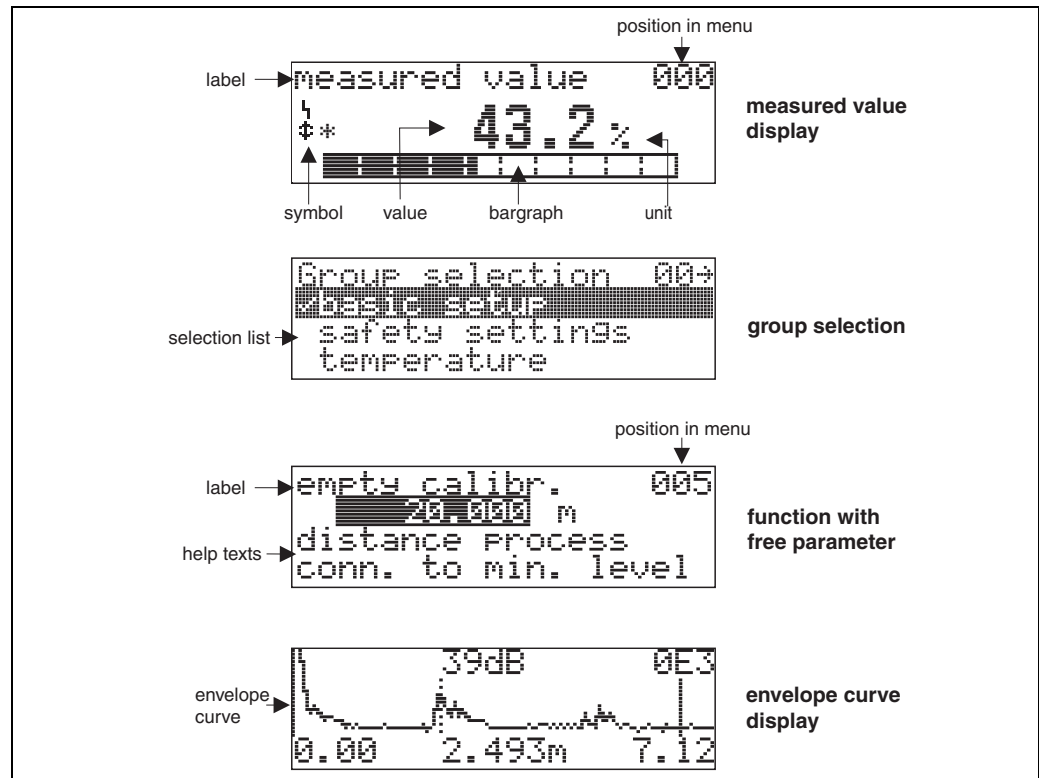 position in menu
label
measured value 000
measured value
display
43.2 %
symbol
value
bargraph
unit
Group selection 00→
✓basic setup
selection list
safety settings
temperature
group selection
position in menu
label
empty calibr. 005
20.000 m
function with
free parameter
help texts
distance process
conn. to min. level
39dB 0E3
envelope
curve
envelope curve
display
0.00 2.493m 7.12